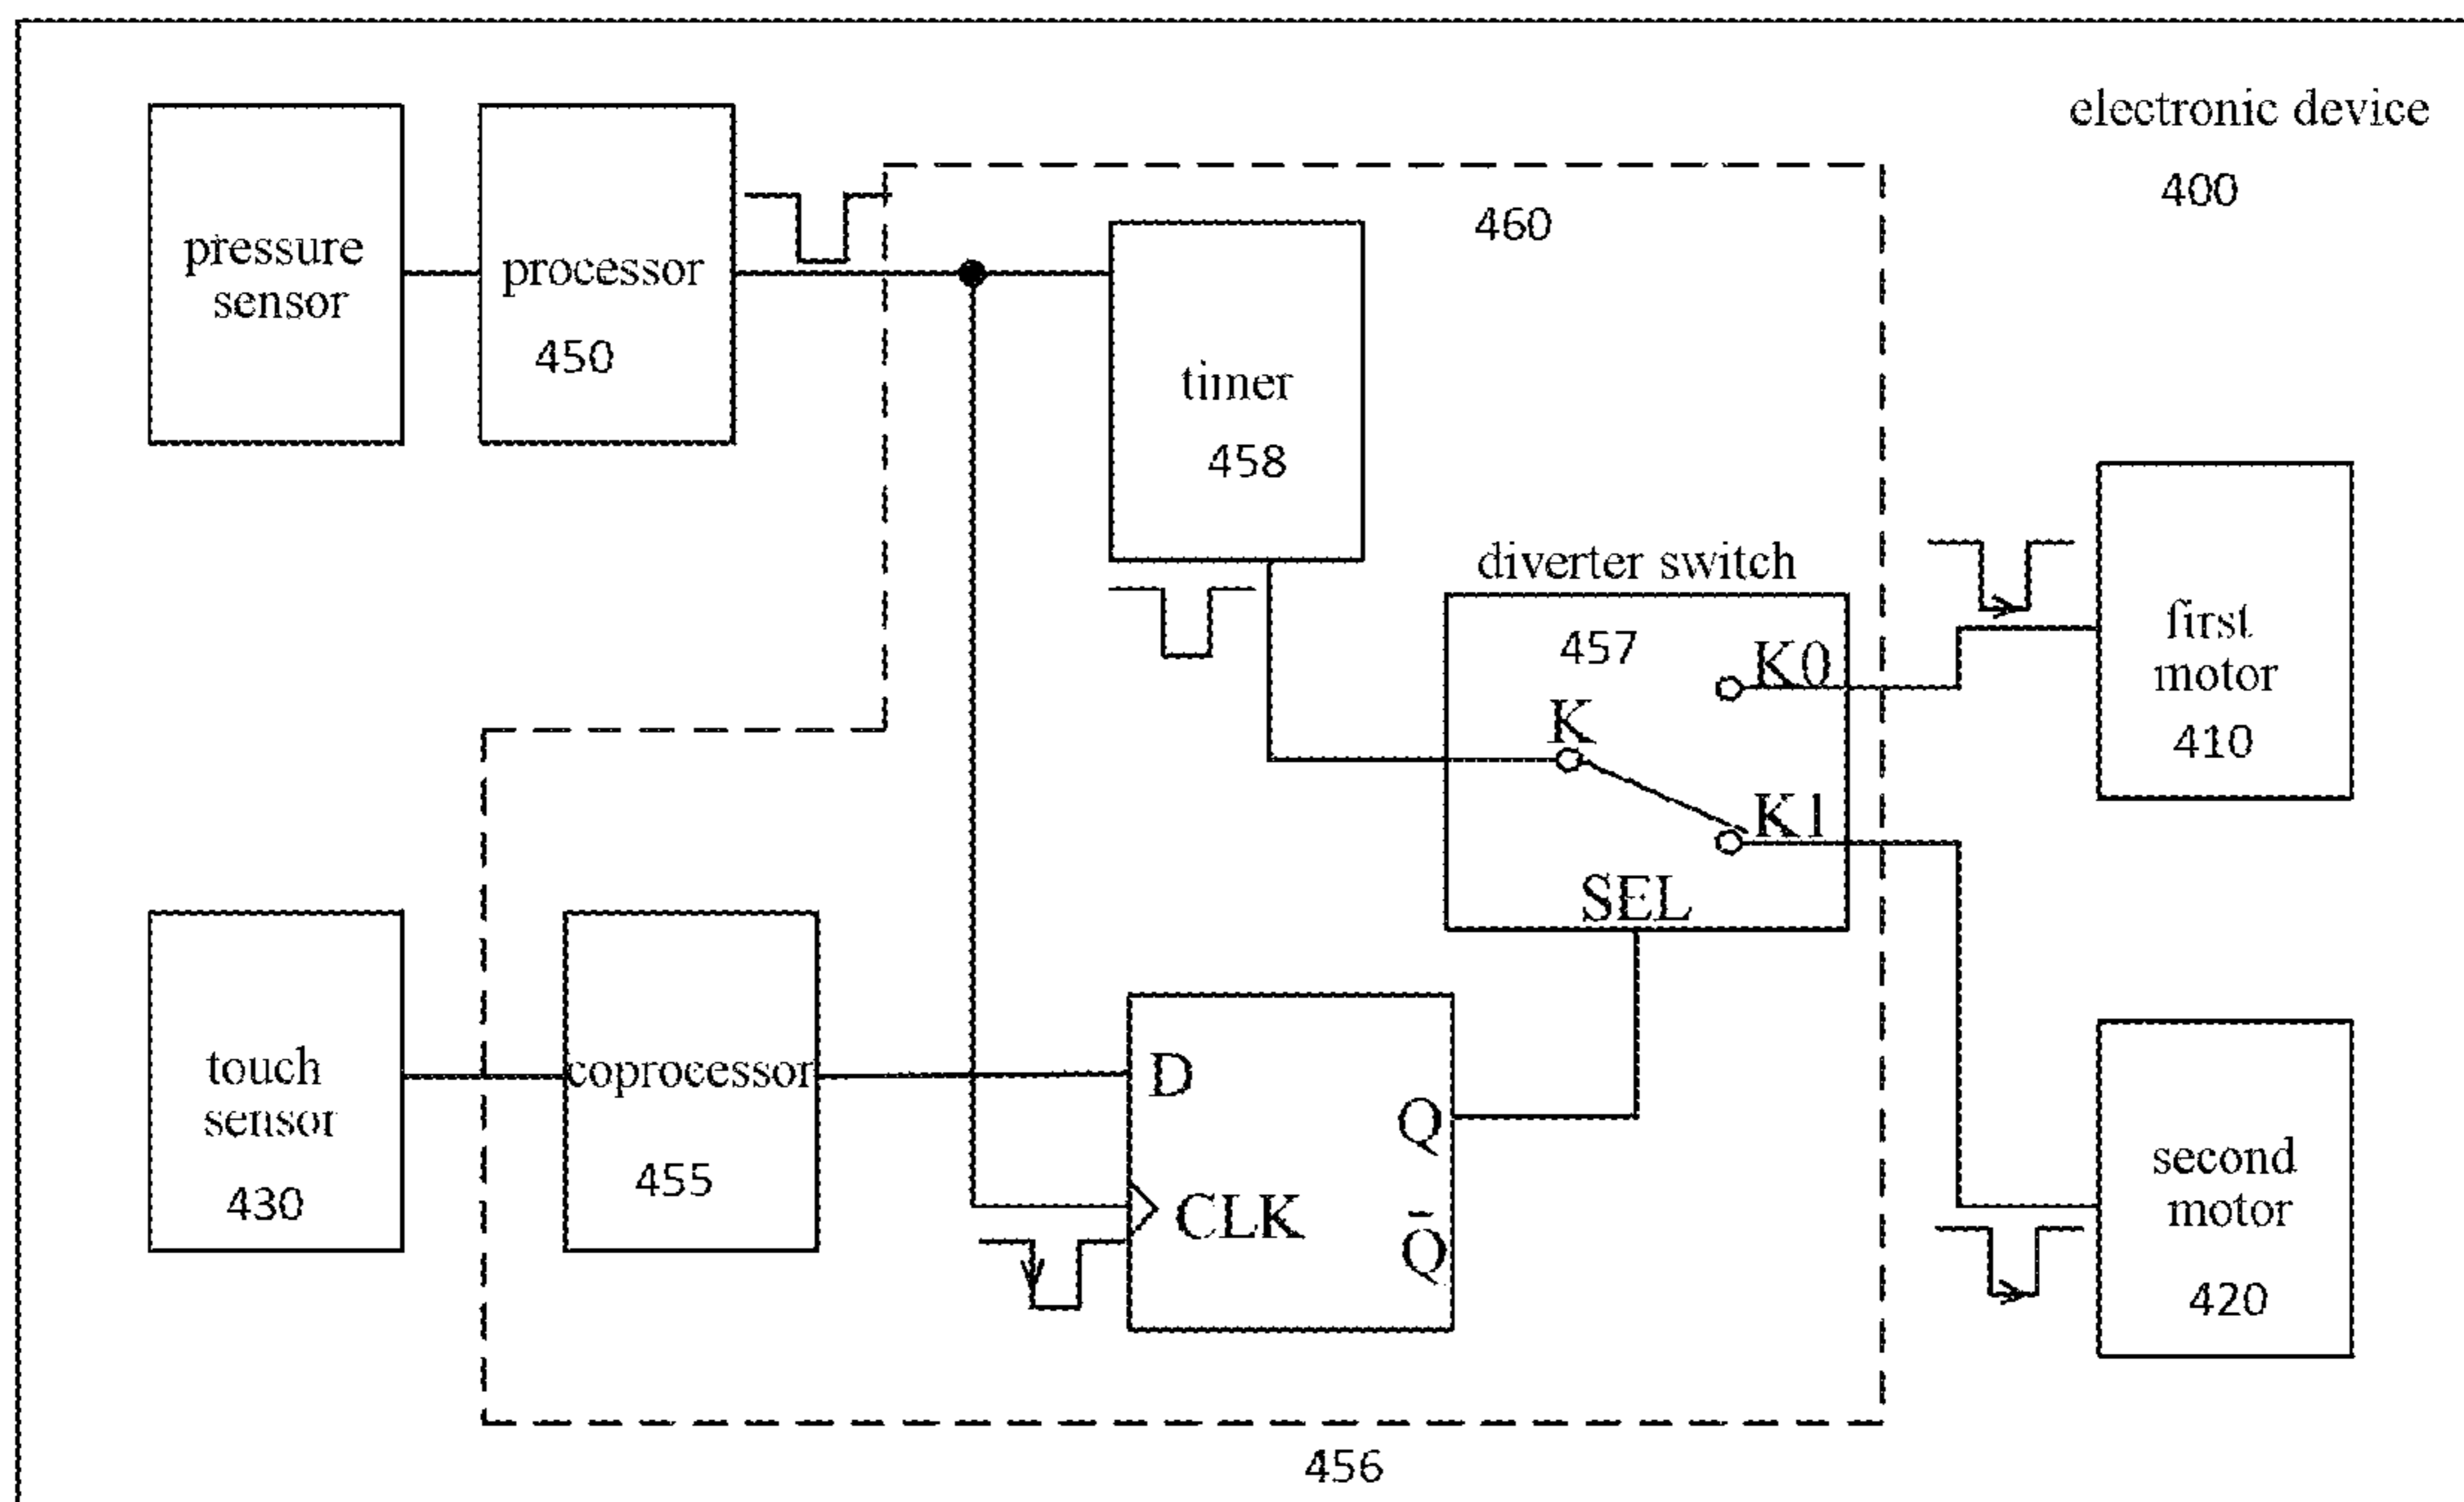 electronic device
400
pressure
sensor
processor
450
460
timer
458
diverter switch
457
K0
K
K1
SEL
first
motor
410
touch
sensor
430
coprocessor
455
D
Q
CLK
Q̄
second
motor
420
456